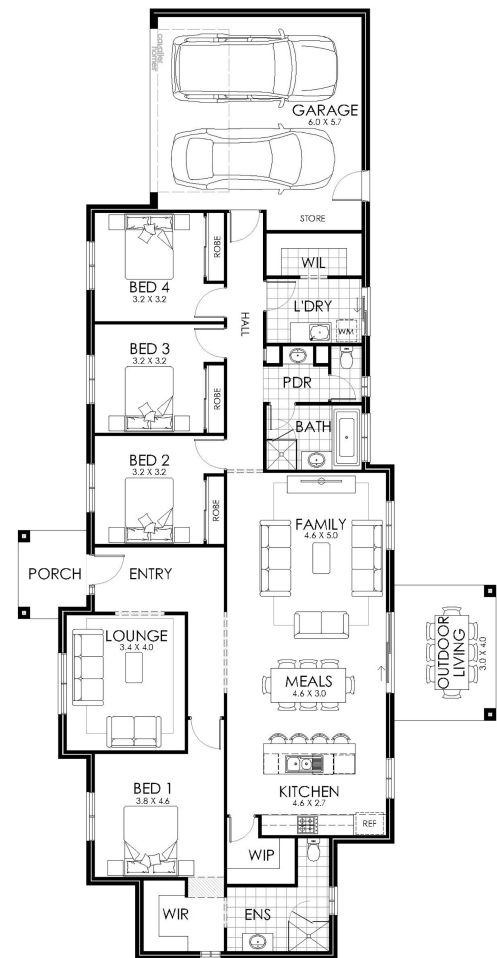 coupller
homes
GARAGE
6.0 X 5.7
STORE
ROBE
WIL
BED 4
3.2 X 3.2
L'DRY
WM
HALL
BED 3
3.2 X 3.2
ROBE
PDR
BATH
BED 2
3.2 X 3.2
ROBE
FAMILY
4.6 X 5.0
PORCH
ENTRY
LOUNGE
3.4 X 4.0
OUTDOOR
LIVING
3.0 X 4.0
MEALS
4.6 X 3.0
BED 1
3.8 X 4.6
KITCHEN
4.6 X 2.7
REF
WIP
WIR
ENS